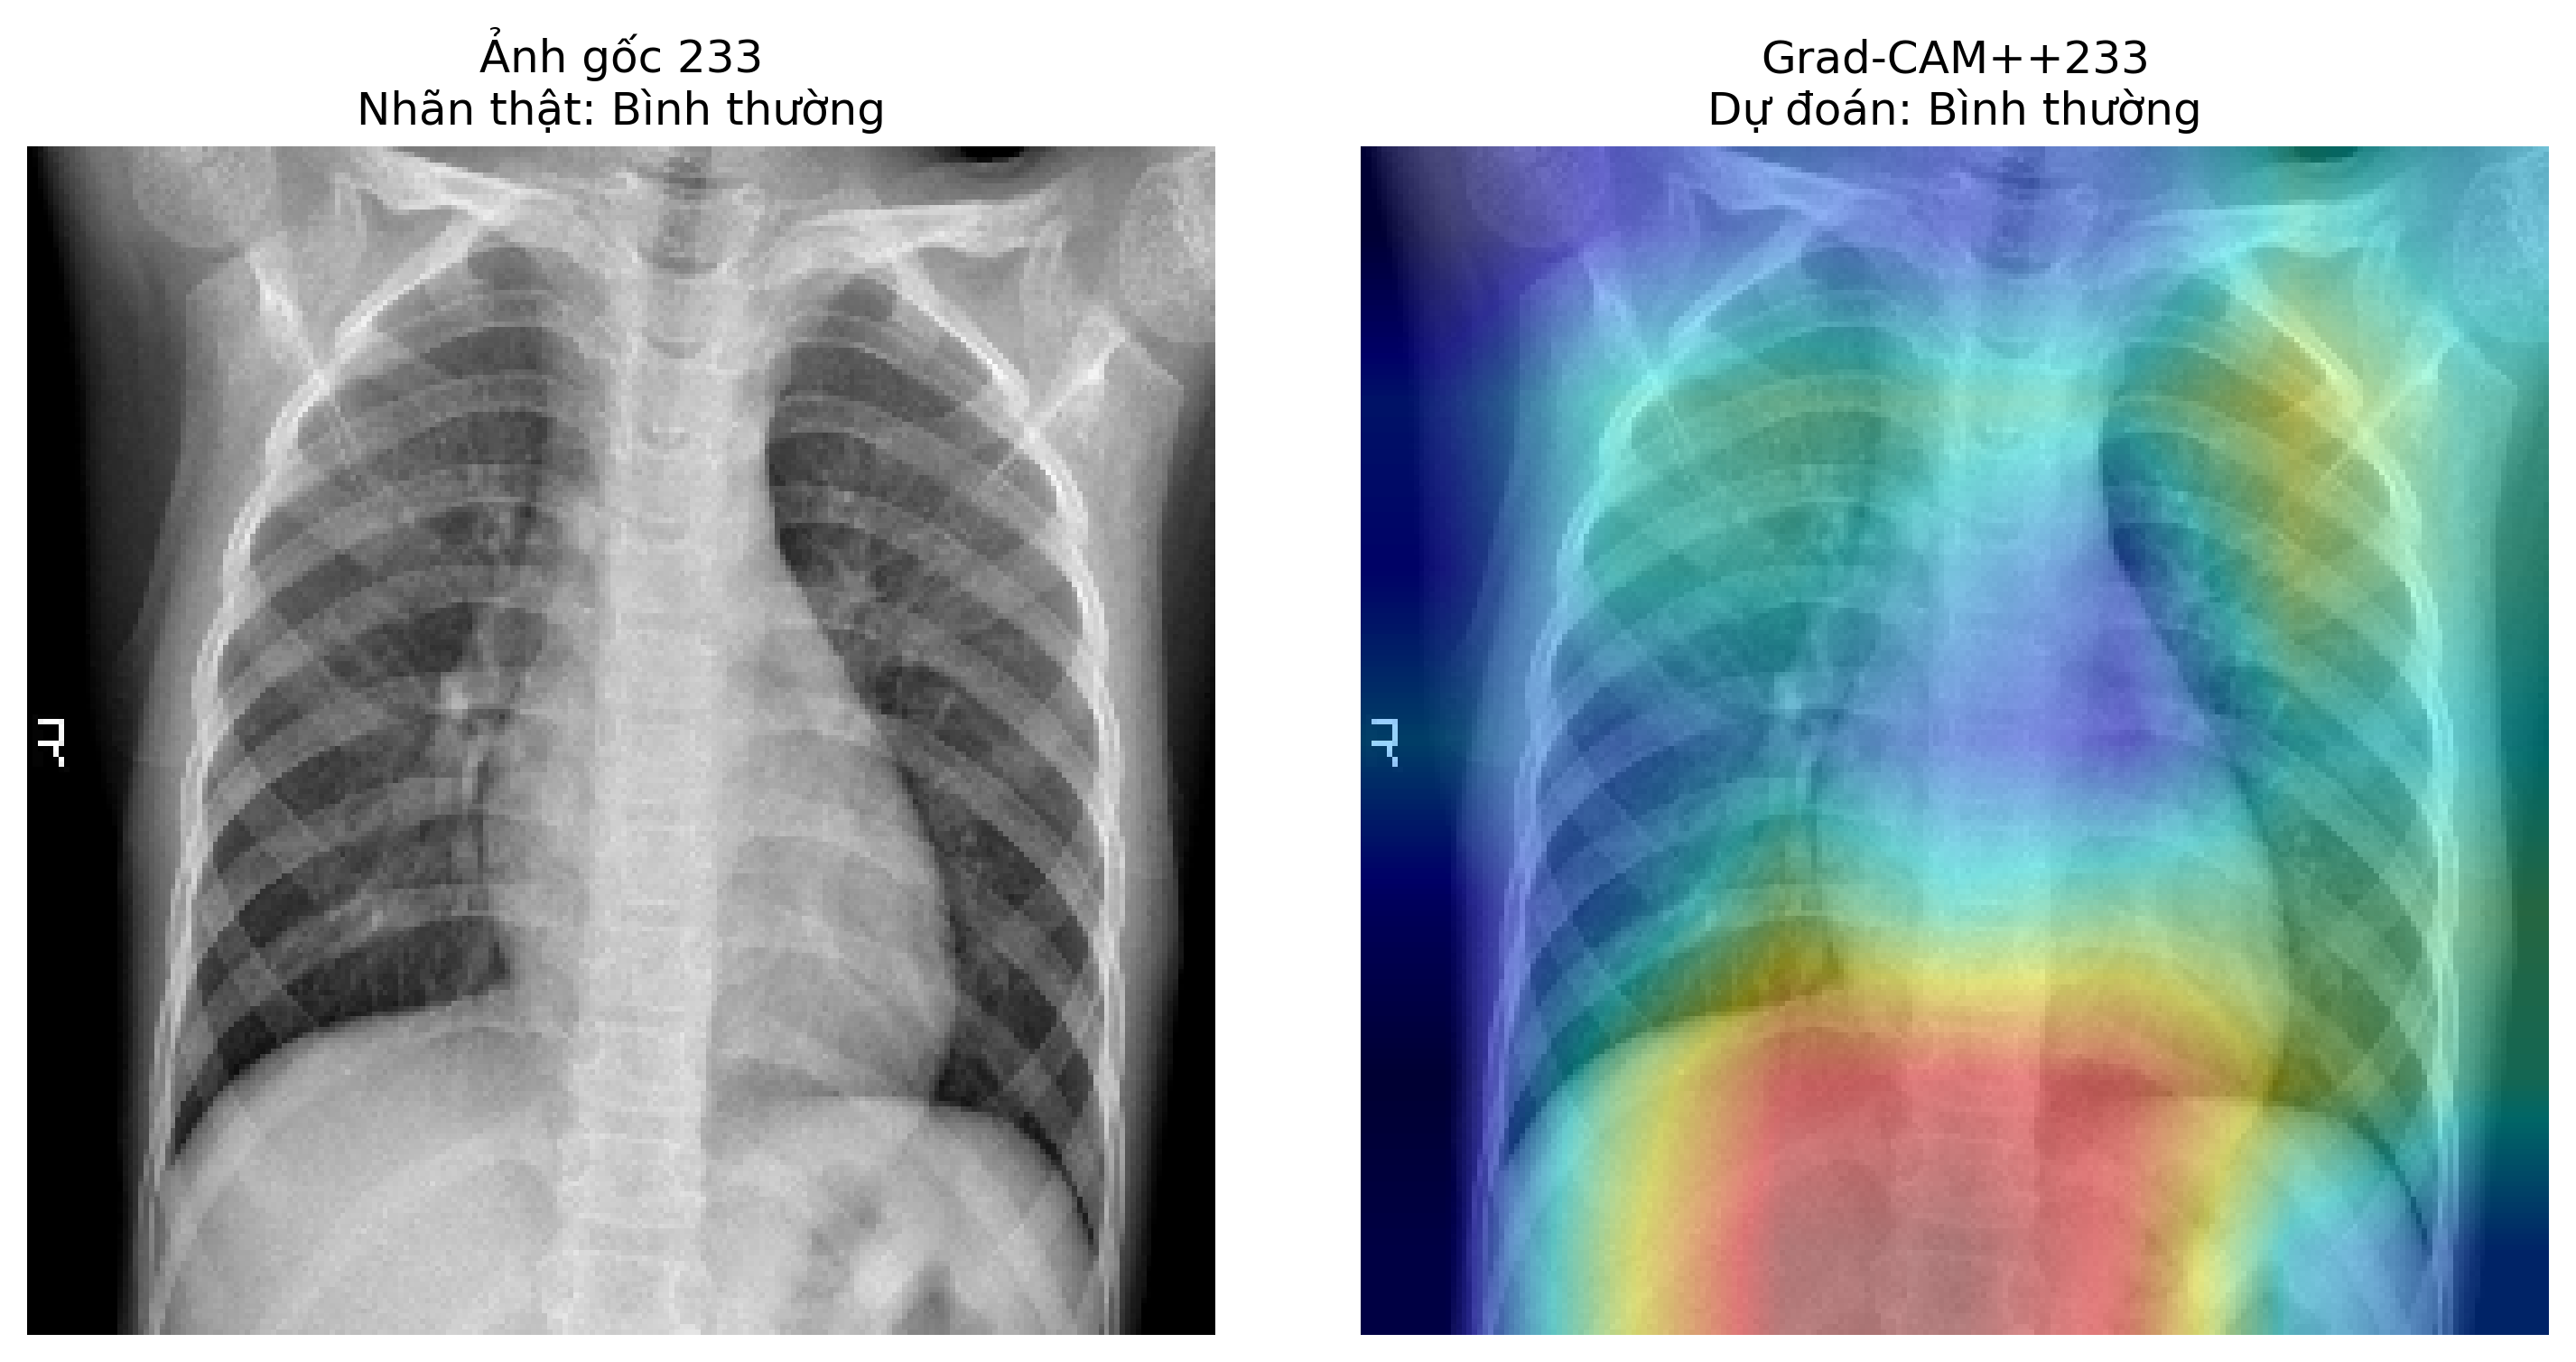 Ảnh gốc 233
Nhãn thật: Bình thường
Grad-CAM++233
Dự đoán: Bình thường
R
R